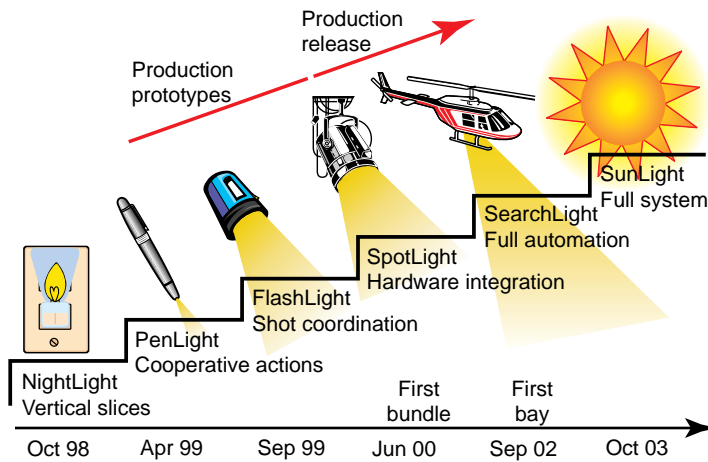 Production
release
Production
prototypes
SunLight
Full system
SearchLight
Full automation
SpotLight
Hardware integration
FlashLight
Shot coordination
PenLight
Cooperative actions
NightLight
Vertical slices
First
bundle
First
bay
Oct 98 Apr 99 Sep 99 Jun 00 Sep 02 Oct 03